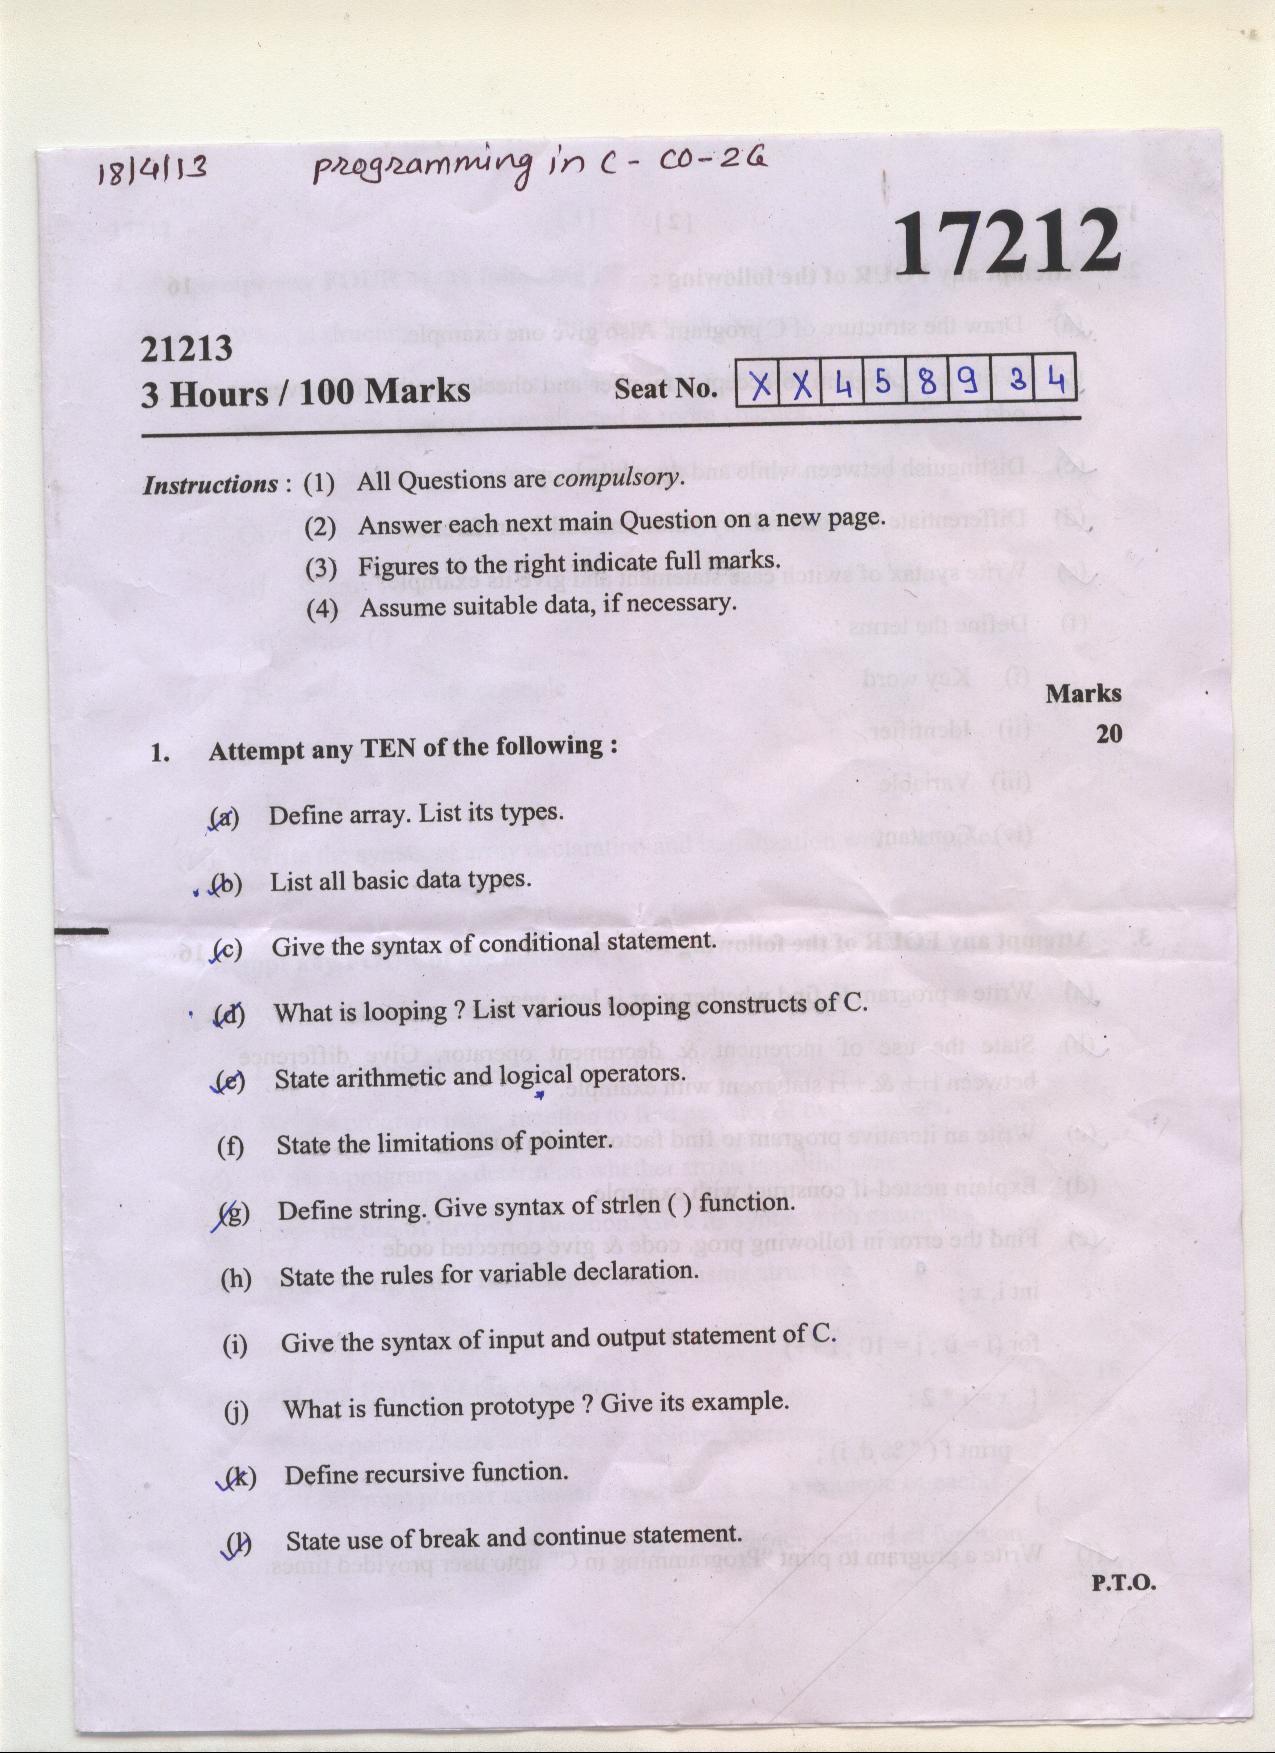 18/4/13 programming in C - CO-2G
17212
21213
3 Hours / 100 Marks Seat No. X X 4 5 8 9 3 4
Instructions : (1) All Questions are compulsory.
(2) Answer each next main Question on a new page.
(3) Figures to the right indicate full marks.
(4) Assume suitable data, if necessary.
Marks
1. Attempt any TEN of the following : 20
(a) Define array. List its types.
(b) List all basic data types.
(c) Give the syntax of conditional statement.
(d) What is looping ? List various looping constructs of C.
(e) State arithmetic and logical operators.
(f) State the limitations of pointer.
(g) Define string. Give syntax of strlen ( ) function.
(h) State the rules for variable declaration.
(i) Give the syntax of input and output statement of C.
(j) What is function prototype ? Give its example.
(k) Define recursive function.
(l) State use of break and continue statement.
P.T.O.